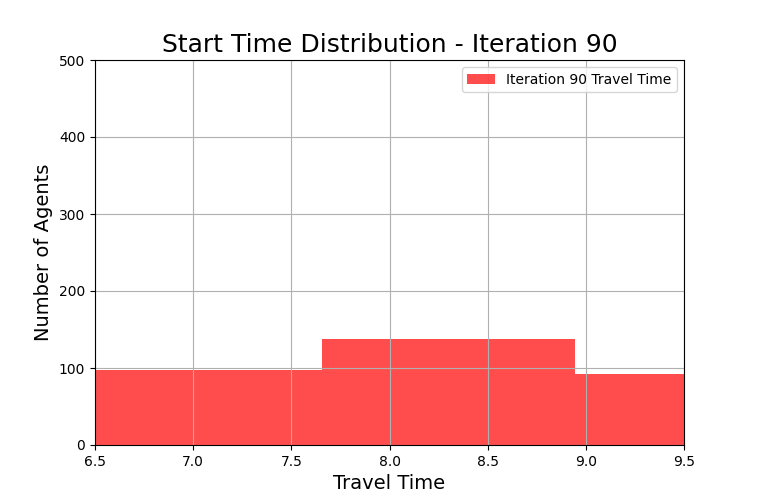 Start Time Distribution - Iteration 90
Iteration 90 Travel Time
Number of Agents
500
400
300
200
100
0
6.5 7.0 7.5 8.0 8.5 9.0 9.5
Travel Time